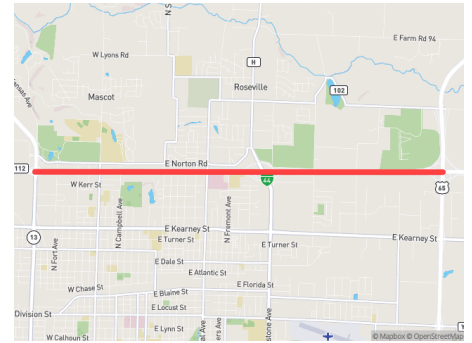 N S
E Farm Rd 94
W Lyons Rd
H
Roseville
102
Mascot
Kansas Ave
E Norton Rd
112
W Kerr St
44
65
N Campbell Ave
N Fremont Ave
E Kearney St
E Kearney St
13
E Turner St
E Turner St
N Fort Ave
E Dale St
E Atlantic St
W Chase St
E Florida St
E Blaine St
E Locust St
Division St
E Lynn St
W Calhoun St
© Mapbox © OpenStreetMap